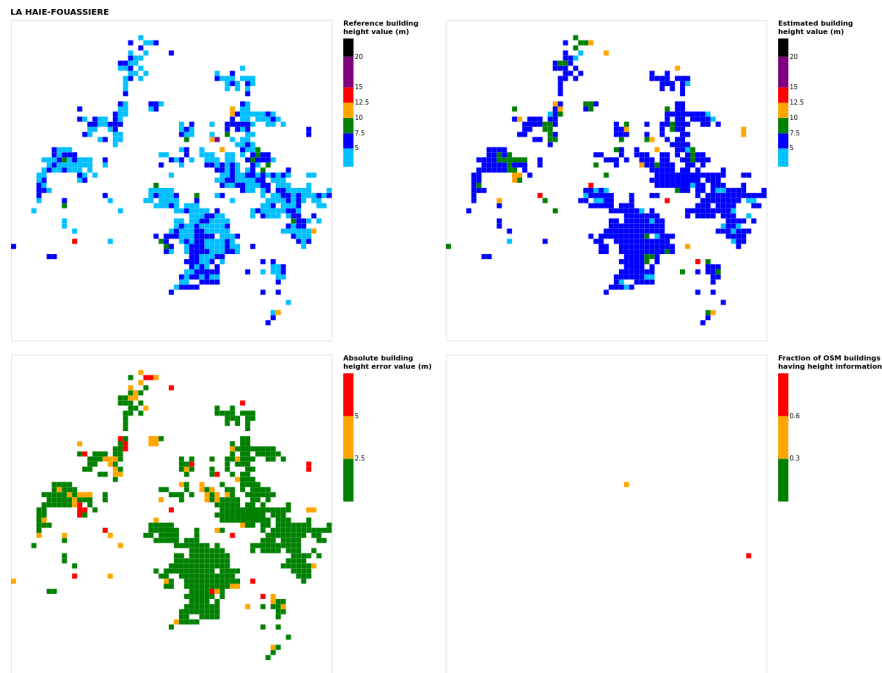 LA HAIE-FOUASSIERE
Reference building
height value (m)
20
15
12.5
10
7.5
5
Estimated building
height value (m)
20
15
12.5
10
7.5
5
Absolute building
height error value (m)
5
2.5
Fraction of OSM buildings
having height information
0.6
0.3